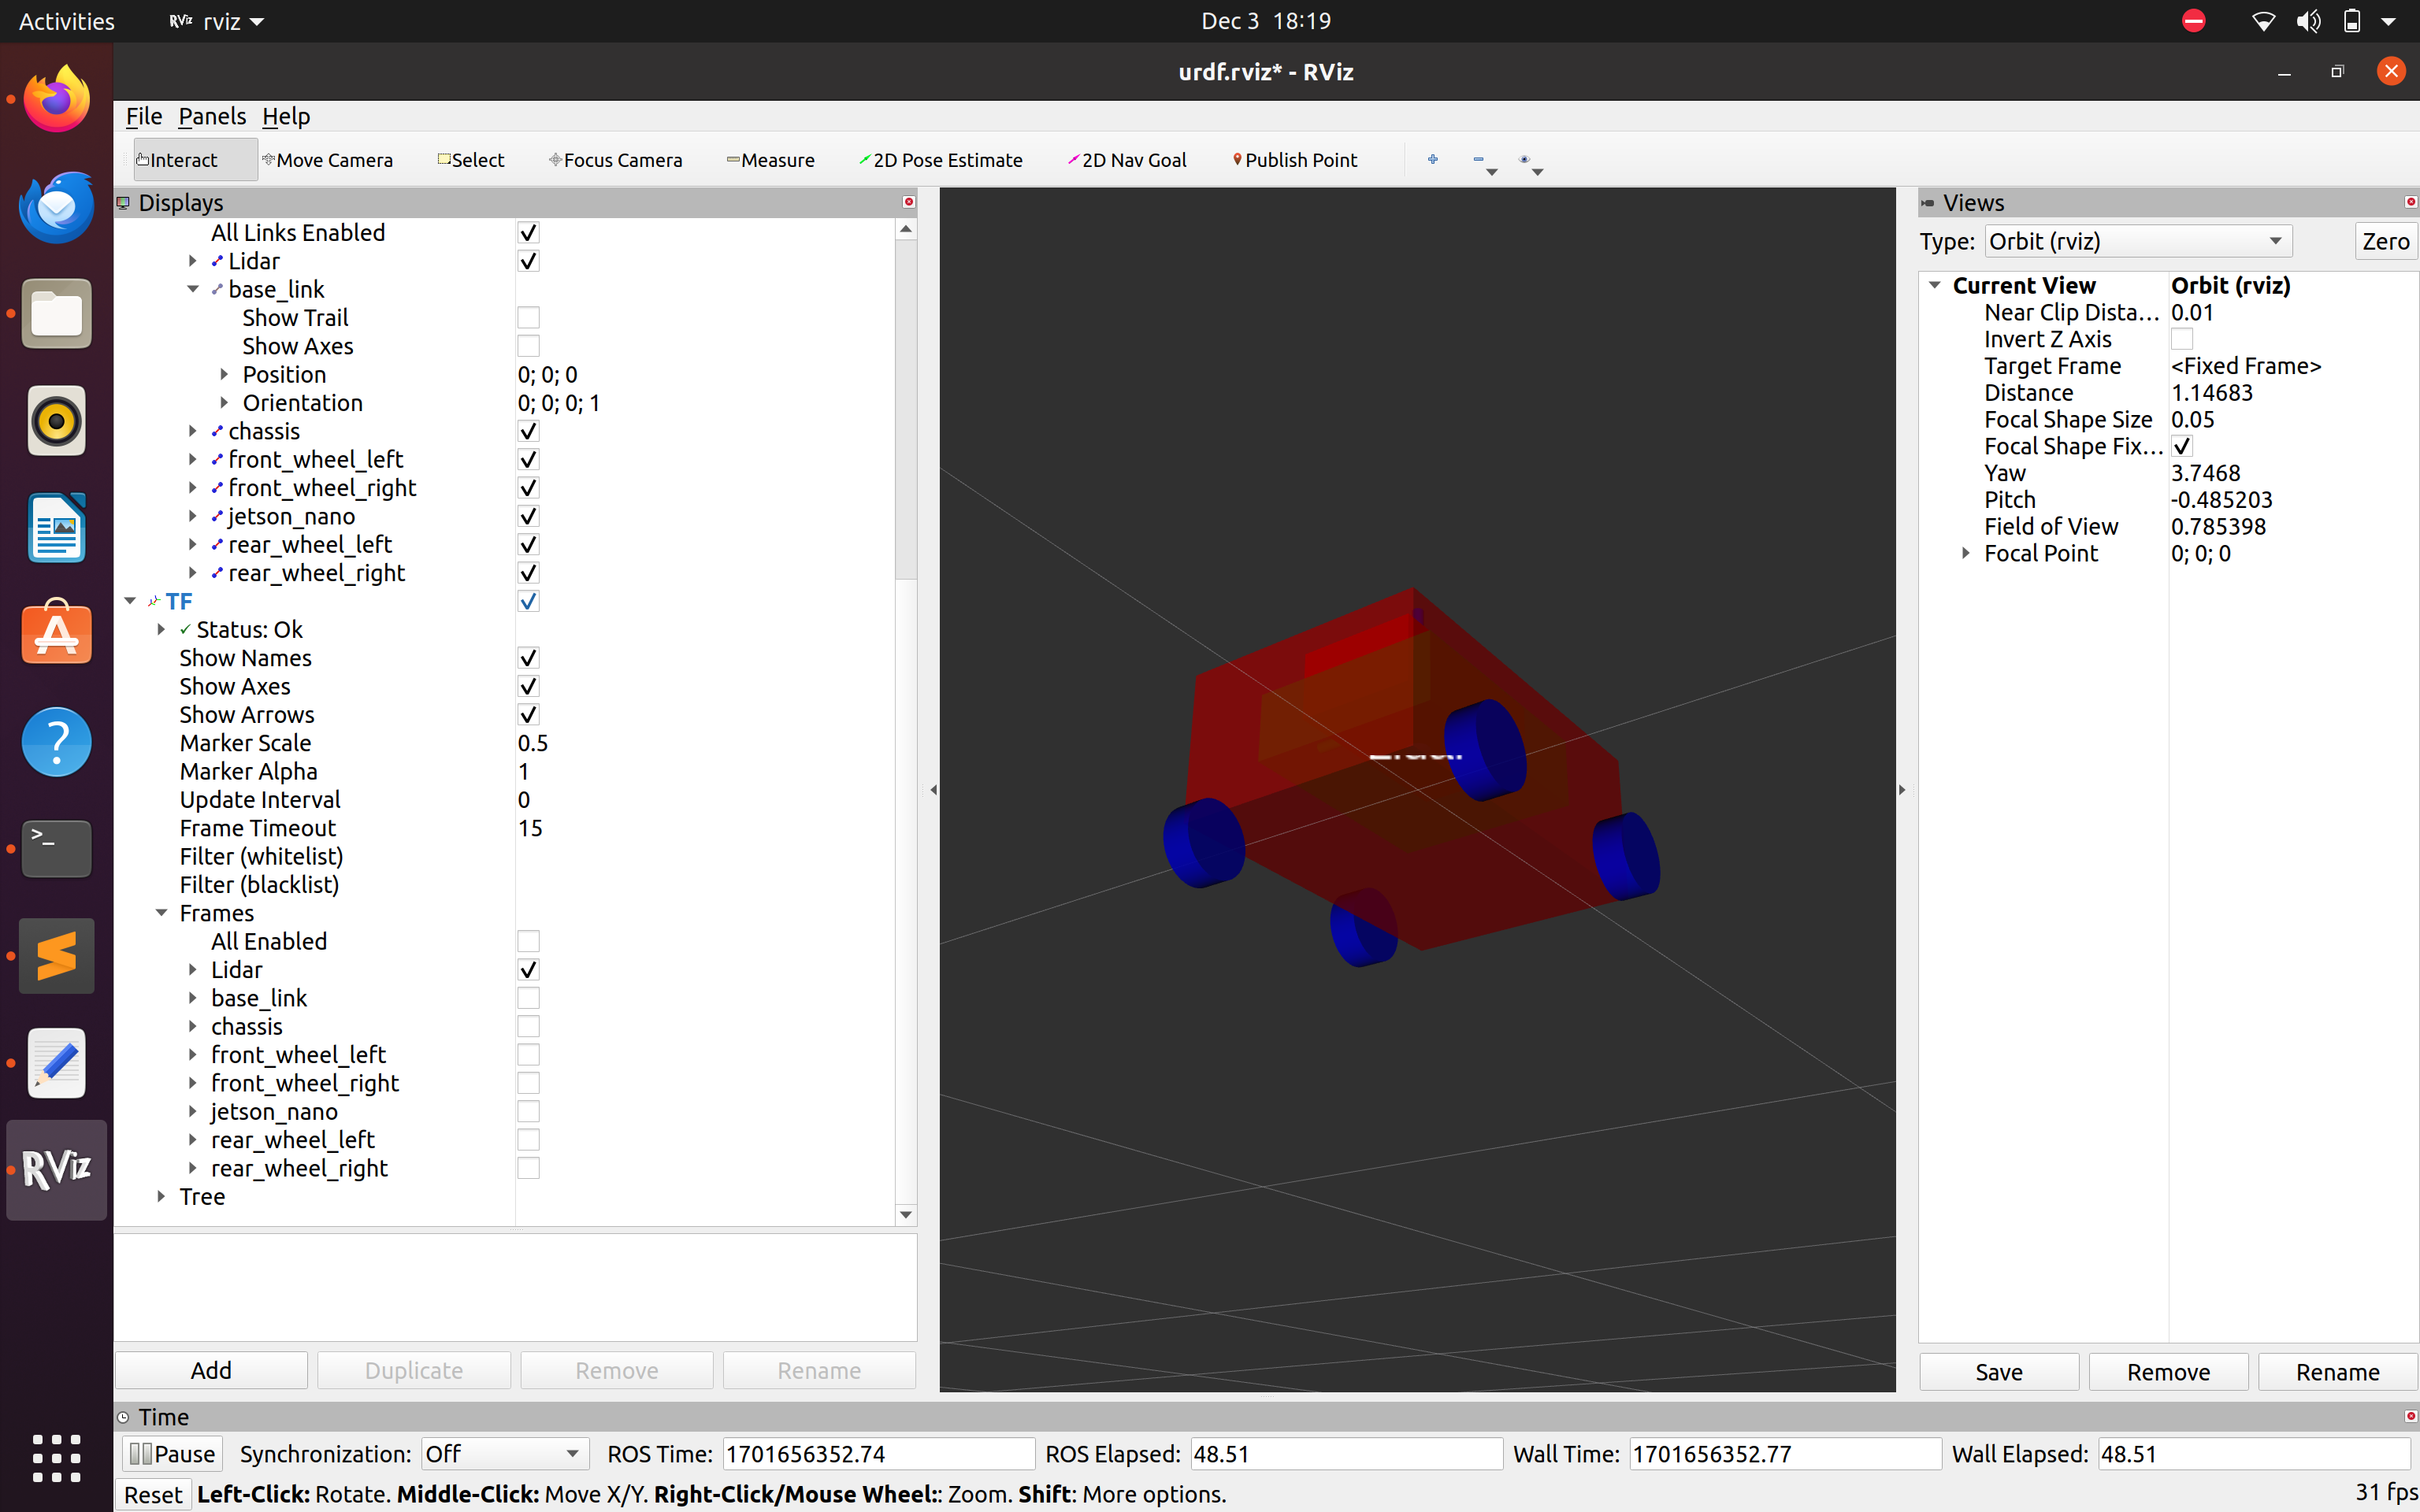 Activities
RViz rviz
Dec 3 18:19
urdf.rviz* - RViz
File Panels Help
Interact Move Camera Select Focus Camera Measure 2D Pose Estimate 2D Nav Goal Publish Point
Displays
All Links Enabled
Lidar
base_link
Show Trail
Show Axes
Position 0; 0; 0
Orientation 0; 0; 0; 1
chassis
front_wheel_left
front_wheel_right
jetson_nano
rear_wheel_left
rear_wheel_right
TF
Status: Ok
Show Names
Show Axes
Show Arrows
Marker Scale 0.5
Marker Alpha 1
Update Interval 0
Frame Timeout 15
Filter (whitelist)
Filter (blacklist)
Frames
All Enabled
Lidar
base_link
chassis
front_wheel_left
front_wheel_right
jetson_nano
rear_wheel_left
rear_wheel_right
Tree
Add Duplicate Remove Rename
Views
Type: Orbit (rviz) Zero
Current View Orbit (rviz)
Near Clip Dista... 0.01
Invert Z Axis
Target Frame <Fixed Frame>
Distance 1.14683
Focal Shape Size 0.05
Focal Shape Fix...
Yaw 3.7468
Pitch -0.485203
Field of View 0.785398
Focal Point 0; 0; 0
Save Remove Rename
RViz
Time
Pause Synchronization: Off ROS Time: 1701656352.74 ROS Elapsed: 48.51 Wall Time: 1701656352.77 Wall Elapsed: 48.51
Reset Left-Click: Rotate. Middle-Click: Move X/Y. Right-Click/Mouse Wheel:: Zoom. Shift: More options. 31 fps